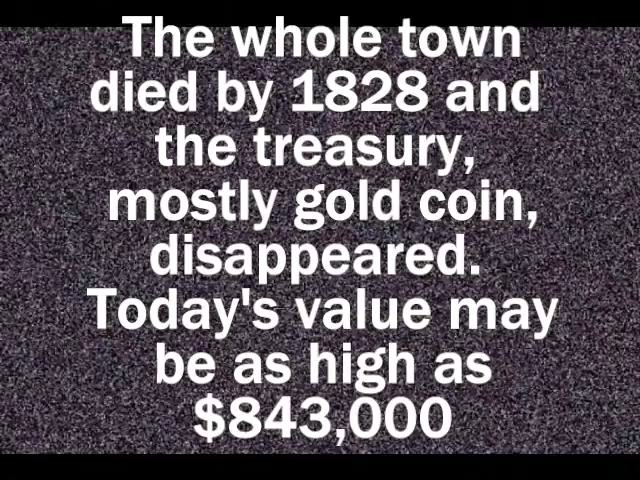 The whole town
died by 1828 and
the treasury,
mostly gold coin,
disappeared.
Today's value may
be as high as
$843,000